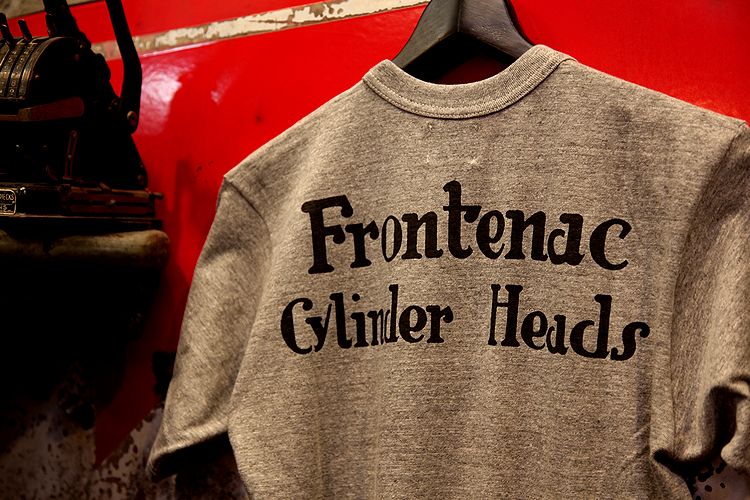 Frontenac
Cylinder Heads